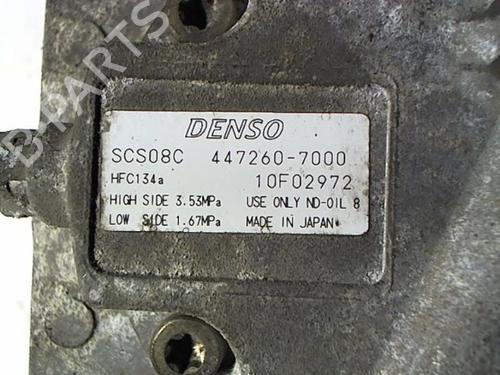 B-PARTS
DENSO
SCS08C 447260-7000
HFC134a 10F02972
HIGH SIDE 3.53MPa USE ONLY ND-OIL 8
LOW SIDE 1.67MPa MADE IN JAPAN